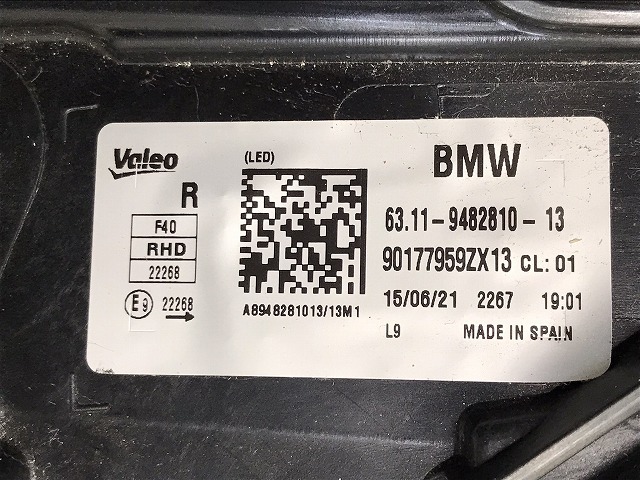 Valeo
R
F40
RHD
22268
E9 22268
(LED)
A8948281013/13M1
BMW
63.11-9482810-13
90177959ZX13 CL: 01
15/06/21 2267 19:01
L9 MADE IN SPAIN